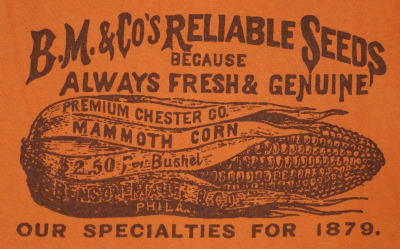 B.M. & CO'S RELIABLE SEEDS
BECAUSE
ALWAYS FRESH & GENUINE
PREMIUM CHESTER CO.
MAMMOTH CORN
$2.50 Per Bushel
BENSON, MAULE & CO.
PHILA.
OUR SPECIALTIES FOR 1879.